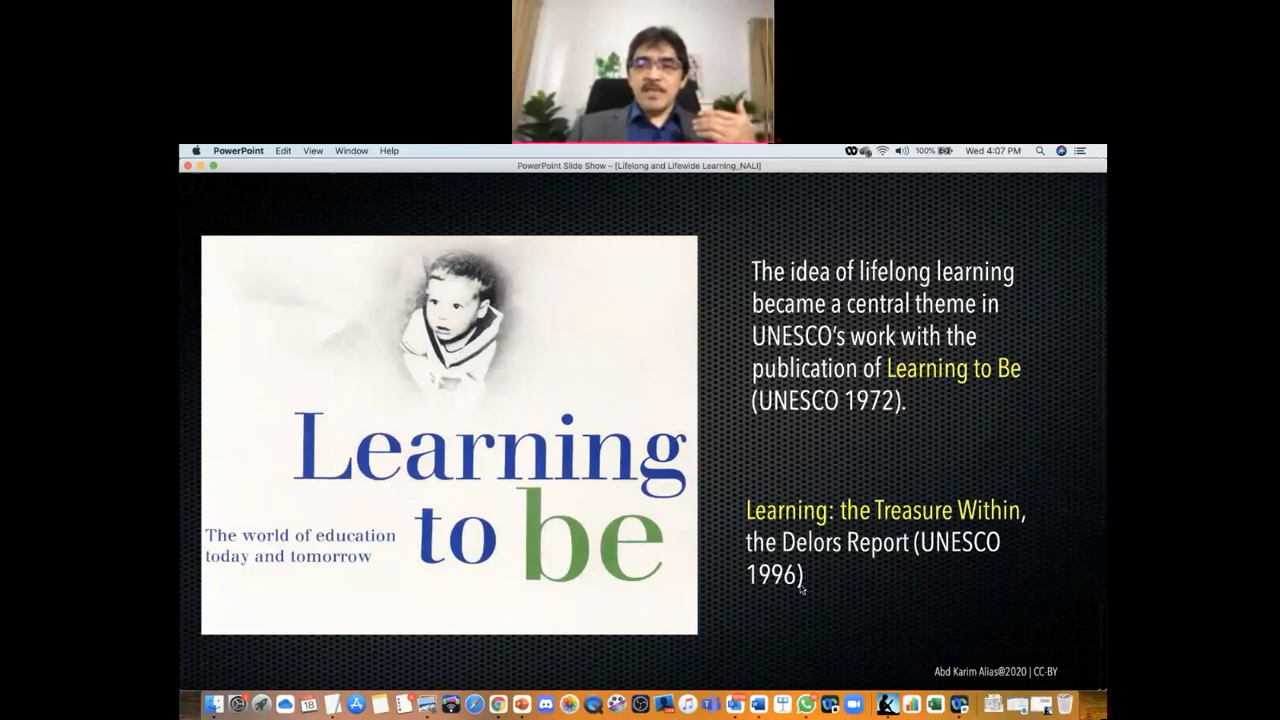 PowerPoint Edit View Window Help 100% Wed 4:07 PM
PowerPoint Slide Show – [Lifelong and Lifewide Learning_NALI]
Learning
to be
The world of education
today and tomorrow
The idea of lifelong learning
became a central theme in
UNESCO's work with the
publication of Learning to Be
(UNESCO 1972).
Learning: the Treasure Within,
the Delors Report (UNESCO
1996)
Abd Karim Alias@2020 | CC-BY
18